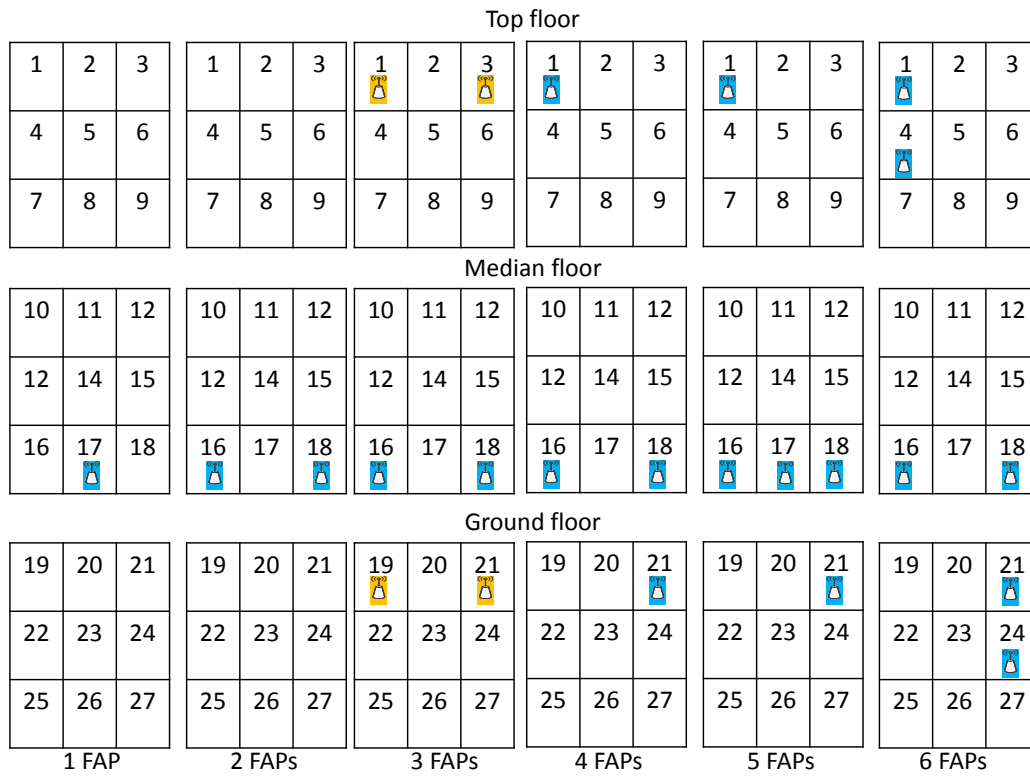 Top floor
1 2 3 1 2 3 1 2 3 1 2 3 1 2 3 1 2 3
4 5 6 4 5 6 4 5 6 4 5 6 4 5 6 4 5 6
7 8 9 7 8 9 7 8 9 7 8 9 7 8 9 7 8 9
Median floor
10 11 12 10 11 12 10 11 12 10 11 12 10 11 12 10 11 12
12 14 15 12 14 15 12 14 15 12 14 15 12 14 15 12 14 15
16 17 18 16 17 18 16 17 18 16 17 18 16 17 18 16 17 18
Ground floor
19 20 21 19 20 21 19 20 21 19 20 21 19 20 21 19 20 21
22 23 24 22 23 24 22 23 24 22 23 24 22 23 24 22 23 24
25 26 27 25 26 27 25 26 27 25 26 27 25 26 27 25 26 27
1 FAP 2 FAPs 3 FAPs 4 FAPs 5 FAPs 6 FAPs